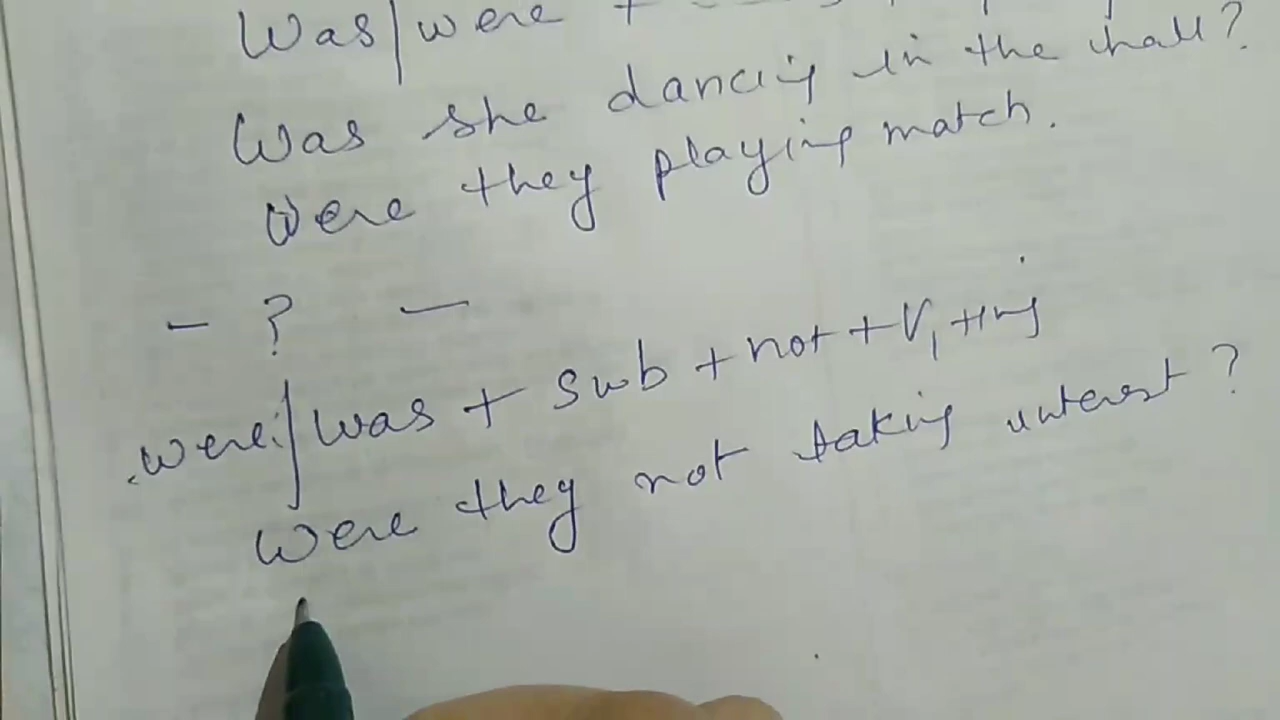 Was/were +
Was she dancing in the hall?
Were they playing match.
- ? -
were/was + sub + not + V1 + ing
Were they not taking interest?